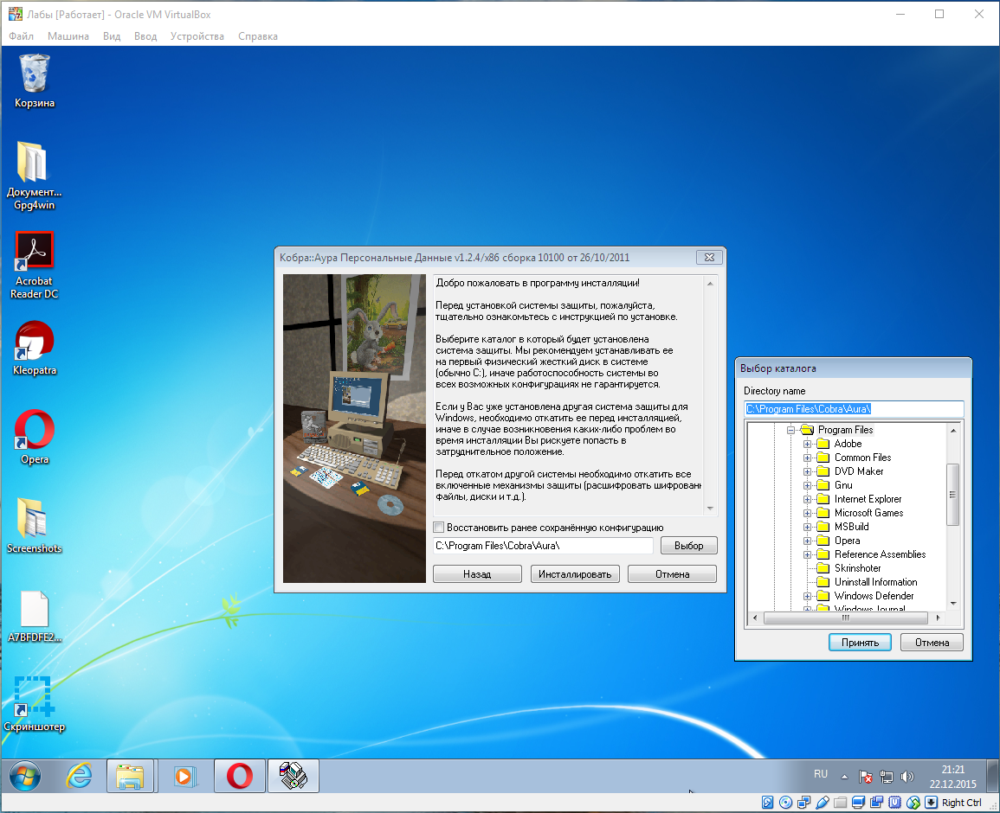 Лабы [Работает] - Oracle VM VirtualBox
Файл Машина Вид Ввод Устройства Справка
Корзина
Документ...
Gpg4win
Acrobat
Reader DC
Kleopatra
Opera
Screenshots
A7BFDFE2...
Скриншотер
Кобра::Аура Персональные Данные v1.2.4/x86 сборка 10100 от 26/10/2011
Добро пожаловать в программу инсталляции!
Перед установкой системы защиты, пожалуйста,
тщательно ознакомьтесь с инструкцией по установке.
Выберите каталог в который будет установлена
система защиты. Мы рекомендуем устанавливать ее
на первый физический жесткий диск в системе
(обычно C:), иначе работоспособность системы во
всех возможных конфигурациях не гарантируется.
Если у Вас уже установлена другая система защиты для
Windows, необходимо откатить ее перед инсталляцией,
иначе в случае возникновения каких-либо проблем во
время инсталляции Вы рискуете попасть в
затруднительное положение.
Перед откатом другой системы необходимо откатить все
включенные механизмы защиты (расшифровать шифрованн
файлы, диски и т.д.).
Восстановить ранее сохранённую конфигурацию
C:\Program Files\Cobra\Aura\
Выбор
Назад Инсталлировать Отмена
Выбор каталога
Directory name
C:\Program Files\Cobra\Aura\
Program Files
Adobe
Common Files
DVD Maker
Gnu
Internet Explorer
Microsoft Games
MSBuild
Opera
Reference Assemblies
Skrinshoter
Uninstall Information
Windows Defender
Windows Journal
Принять Отмена
RU
21:21
22.12.2015
Right Ctrl